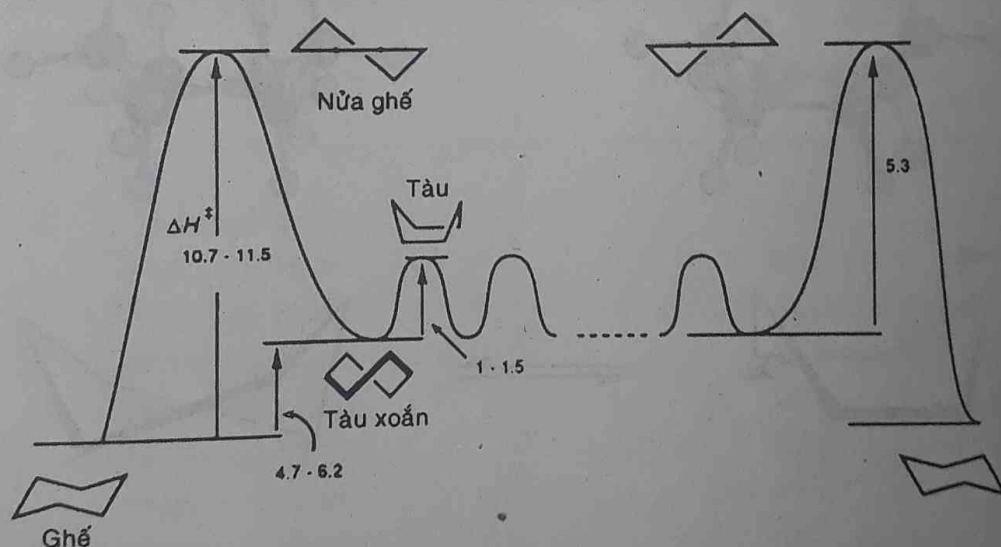 Nửa ghế
Tàu
ΔH‡
10.7 - 11.5
5.3
1 - 1.5
Tàu xoắn
4.7 - 6.2
Ghế